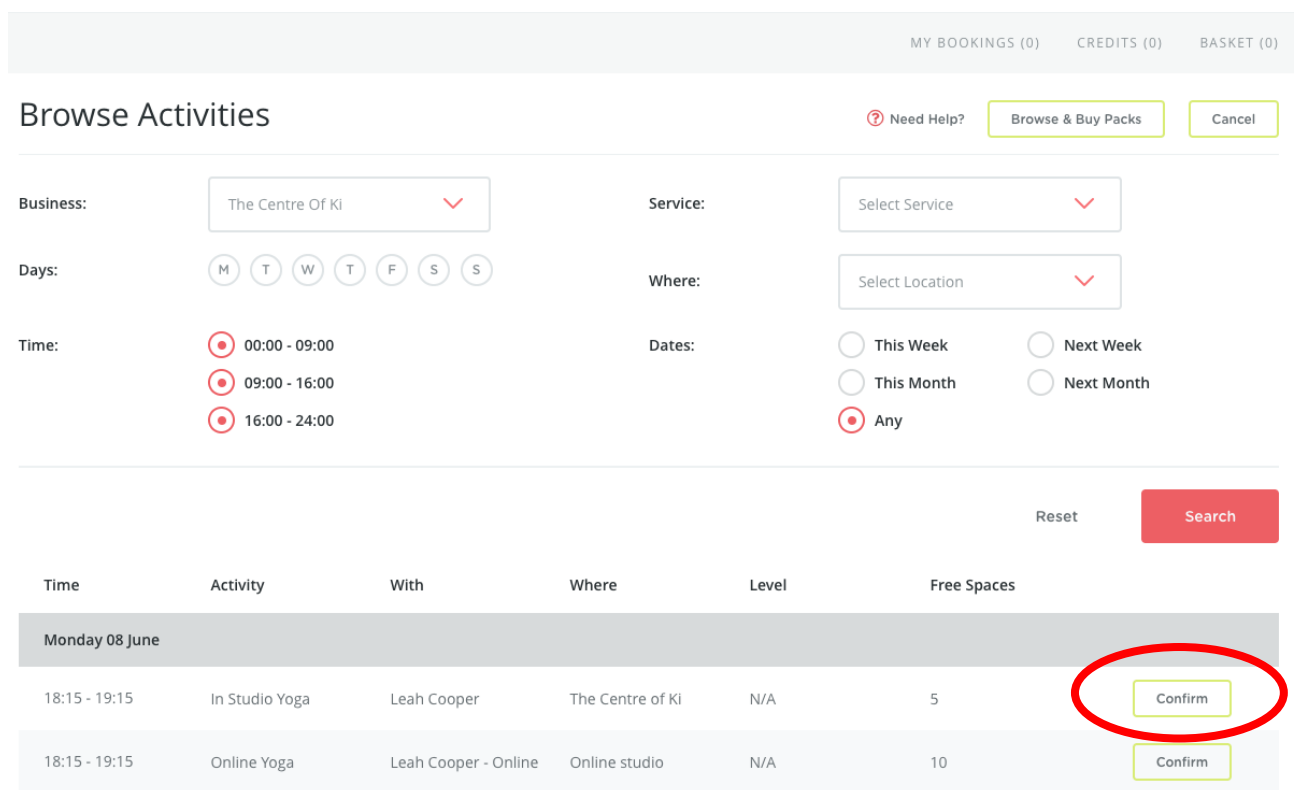 MY BOOKINGS (0) CREDITS (0) BASKET (0)
Browse Activities
? Need Help? Browse & Buy Packs Cancel
Business: The Centre Of Ki Service: Select Service
Days: M T W T F S S
Where: Select Location
Time: 00:00 - 09:00 Dates: This Week Next Week
09:00 - 16:00 This Month Next Month
16:00 - 24:00 Any
Reset Search
Time Activity With Where Level Free Spaces
Monday 08 June
18:15 - 19:15 In Studio Yoga Leah Cooper The Centre of Ki N/A 5 Confirm
18:15 - 19:15 Online Yoga Leah Cooper - Online Online studio N/A 10 Confirm